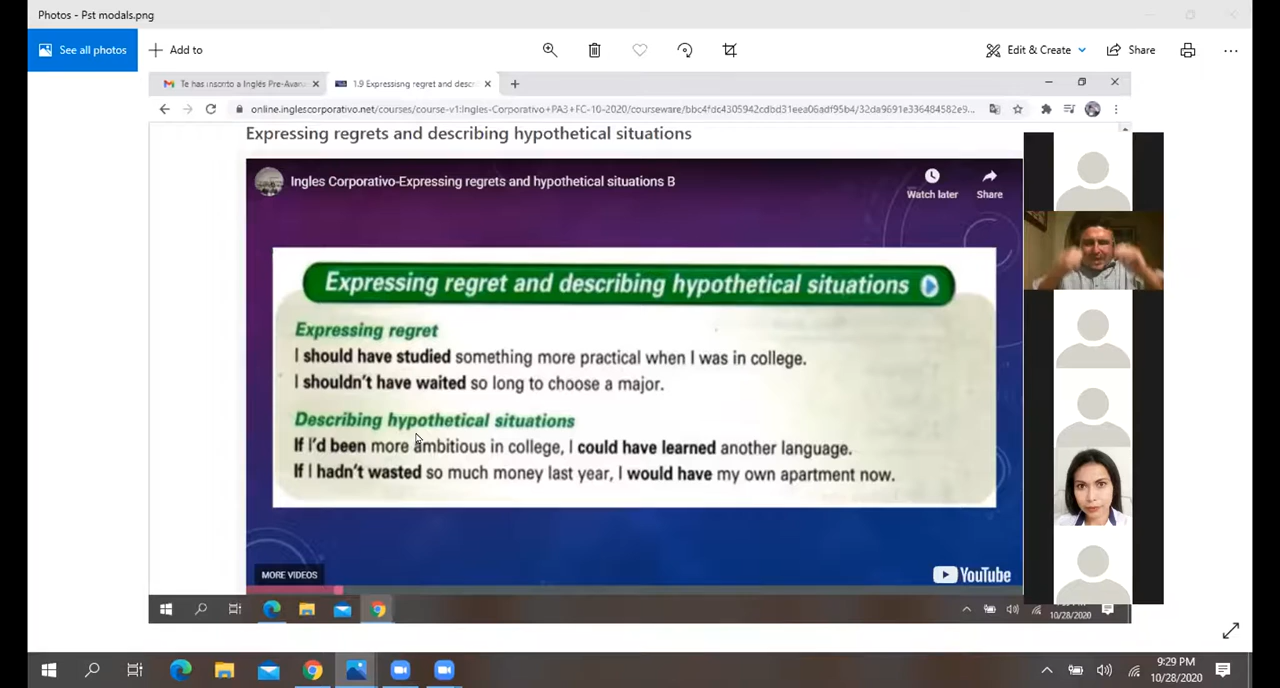 Photos - Pst modals.png
See all photos
Add to
Edit & Create
Share
Te has inscrito a Inglés Pre-Avan
1.9 Expressing regret and descr
online.inglescorporativo.net/courses/course-v1:Ingles-Corporativo+PA3+FC-10-2020/courseware/bbc4fdc4305942cdbd31eea06adf95b4/32da9691e336484582e9...
Expressing regrets and describing hypothetical situations
Ingles Corporativo-Expressing regrets and hypothetical situations B
Watch later
Share
Expressing regret and describing hypothetical situations
Expressing regret
I should have studied something more practical when I was in college.
I shouldn't have waited so long to choose a major.
Describing hypothetical situations
If I'd been more ambitious in college, I could have learned another language.
If I hadn't wasted so much money last year, I would have my own apartment now.
MORE VIDEOS
YouTube
10/28/2020
9:29 PM
10/28/2020